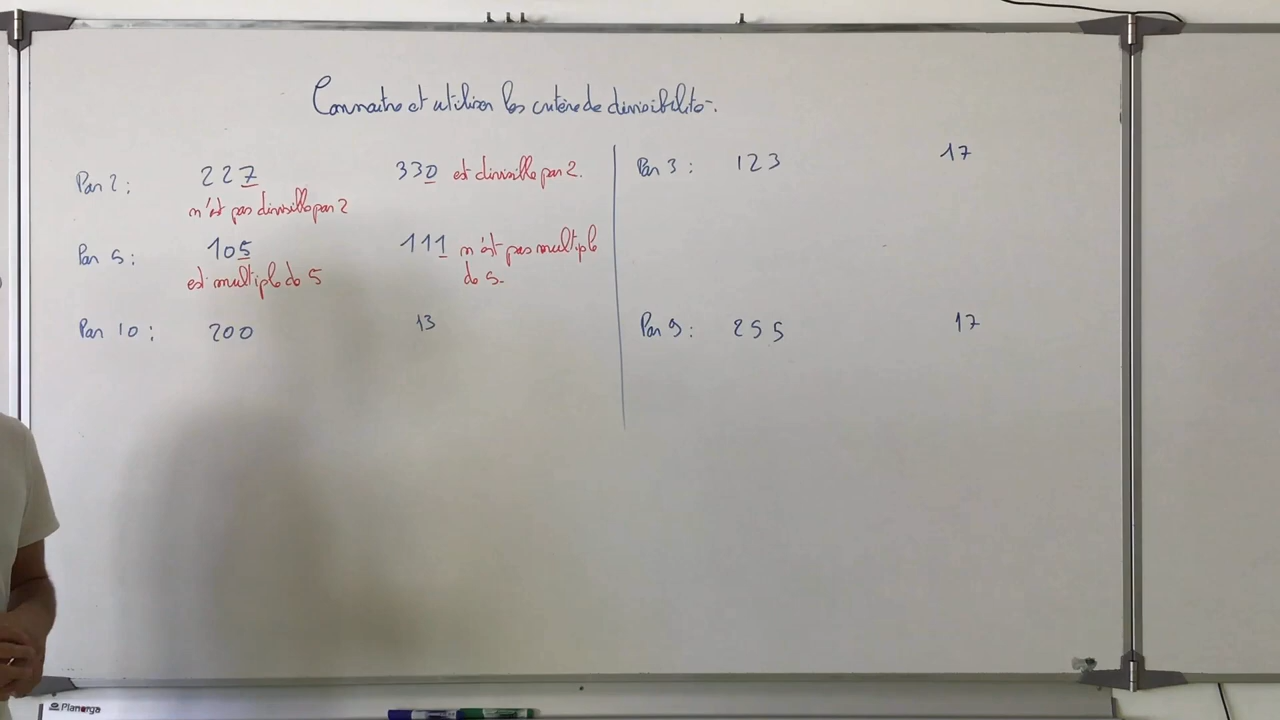 Connaitre et utiliser les critère de divisibilité.
Par 2 : 227 330 est divisible par 2.
n'est pas divisible par 2
Par 5 : 105 111 n'est pas multiple
est multiple de 5 de 5.
Par 10 : 200 13
Par 3 : 123 17
Par 9 : 255 17
Planorga